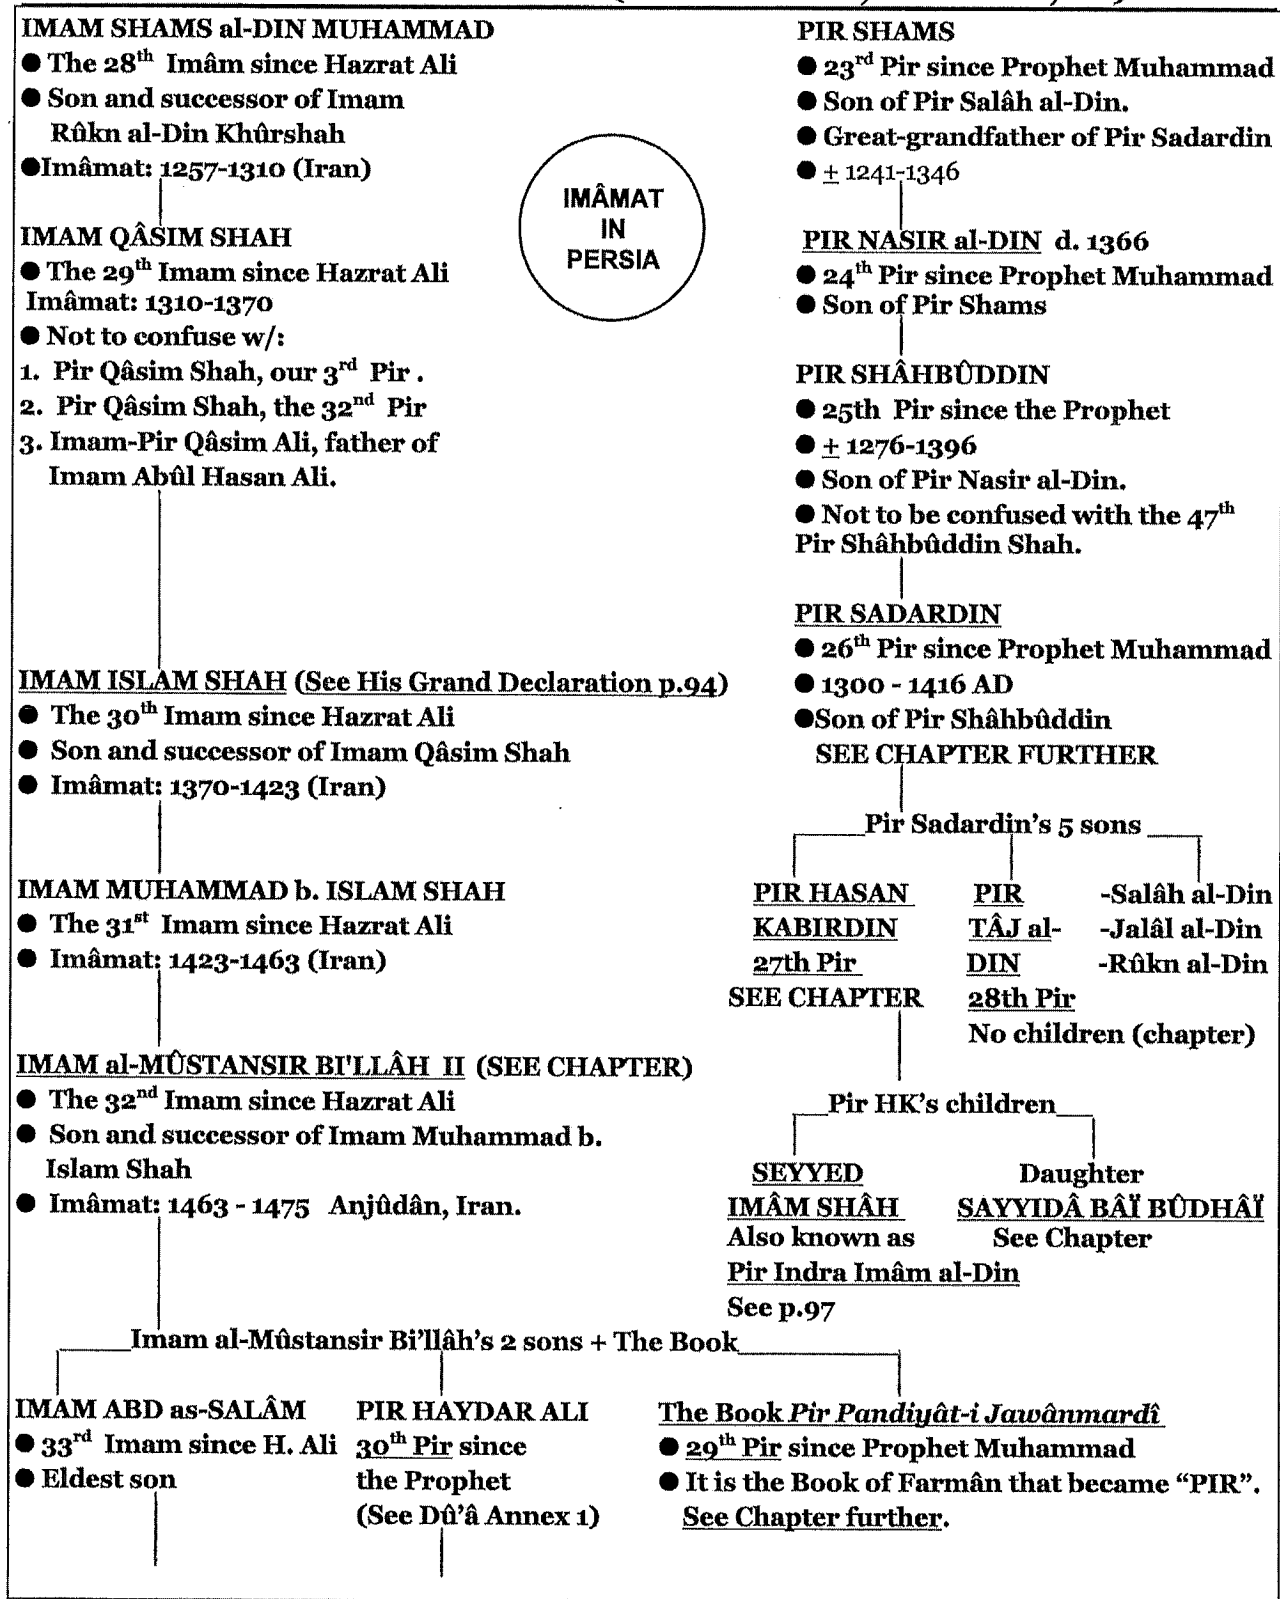 IMAM SHAMS al-DIN MUHAMMAD
● The 28th Imâm since Hazrat Ali
● Son and successor of Imam
Rûkn al-Din Khûrshah
●Imâmat: 1257-1310 (Iran)
IMAM QÂSIM SHAH
● The 29th Imam since Hazrat Ali
Imâmat: 1310-1370
● Not to confuse w/:
1. Pir Qâsim Shah, our 3rd Pir .
2. Pir Qâsim Shah, the 32nd Pir
3. Imam-Pir Qâsim Ali, father of
Imam Abûl Hasan Ali.
IMÂMAT
IN
PERSIA
PIR SHAMS
● 23rd Pir since Prophet Muhammad
● Son of Pir Salâh al-Din.
● Great-grandfather of Pir Sadardin
● ± 1241-1346
PIR NASIR al-DIN d. 1366
● 24th Pir since Prophet Muhammad
● Son of Pir Shams
PIR SHÂHBÛDDIN
● 25th Pir since the Prophet
● ± 1276-1396
● Son of Pir Nasir al-Din.
● Not to be confused with the 47th
Pir Shâhbûddin Shah.
PIR SADARDIN
● 26th Pir since Prophet Muhammad
● 1300 - 1416 AD
●Son of Pir Shâhbûddin
SEE CHAPTER FURTHER
IMAM ISLAM SHAH (See His Grand Declaration p.94)
● The 30th Imam since Hazrat Ali
● Son and successor of Imam Qâsim Shah
● Imâmat: 1370-1423 (Iran)
IMAM MUHAMMAD b. ISLAM SHAH
● The 31st Imam since Hazrat Ali
● Imâmat: 1423-1463 (Iran)
IMAM al-MÛSTANSIR BI'LLÂH II (SEE CHAPTER)
● The 32nd Imam since Hazrat Ali
● Son and successor of Imam Muhammad b.
Islam Shah
● Imâmat: 1463 - 1475 Anjûdân, Iran.
Pir Sadardin's 5 sons
PIR HASAN
KABIRDIN
27th Pir
SEE CHAPTER
PIR
TÂJ al-
DIN
28th Pir
No children (chapter)
-Salâh al-Din
-Jalâl al-Din
-Rûkn al-Din
Pir HK's children
SEYYED
IMÂM SHÂH
Also known as
Pir Indra Imâm al-Din
See p.97
Daughter
SAYYIDÂ BÂÏ BÛDHÂÏ
See Chapter
Imam al-Mûstansir Bi'llâh's 2 sons + The Book
IMAM ABD as-SALÂM
● 33rd Imam since H. Ali
● Eldest son
PIR HAYDAR ALI
30th Pir since
the Prophet
(See Dû'â Annex 1)
The Book Pir Pandiyât-i Jawânmardî
● 29th Pir since Prophet Muhammad
● It is the Book of Farmân that became “PIR”.
See Chapter further.